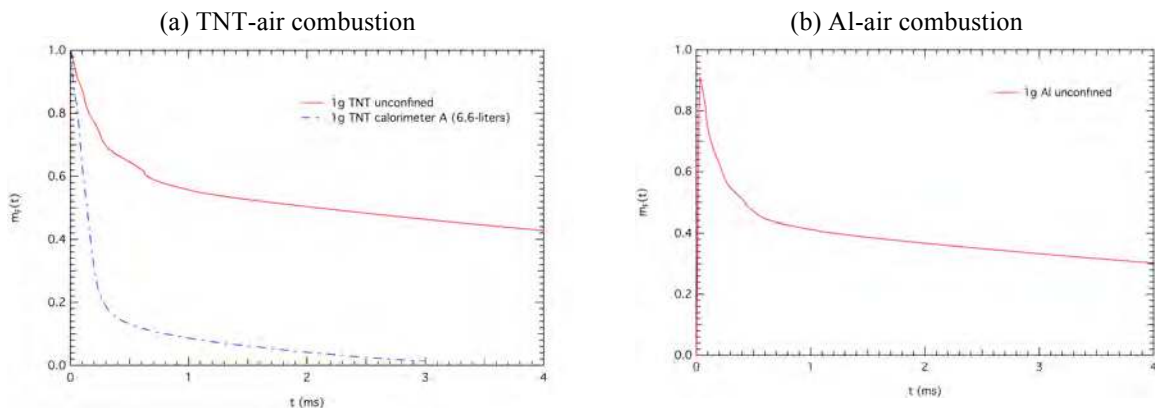 (a) TNT-air combustion
1.0
0.8
0.6
0.4
0.2
0.0
m_F(t)
1g TNT unconfined
1g TNT calorimeter A (6.6-liters)
0 1 2 3 4
t (ms)
(b) Al-air combustion
1.0
0.8
0.6
0.4
0.2
0.0
m_F(t)
1g Al unconfined
0 1 2 3 4
t (ms)